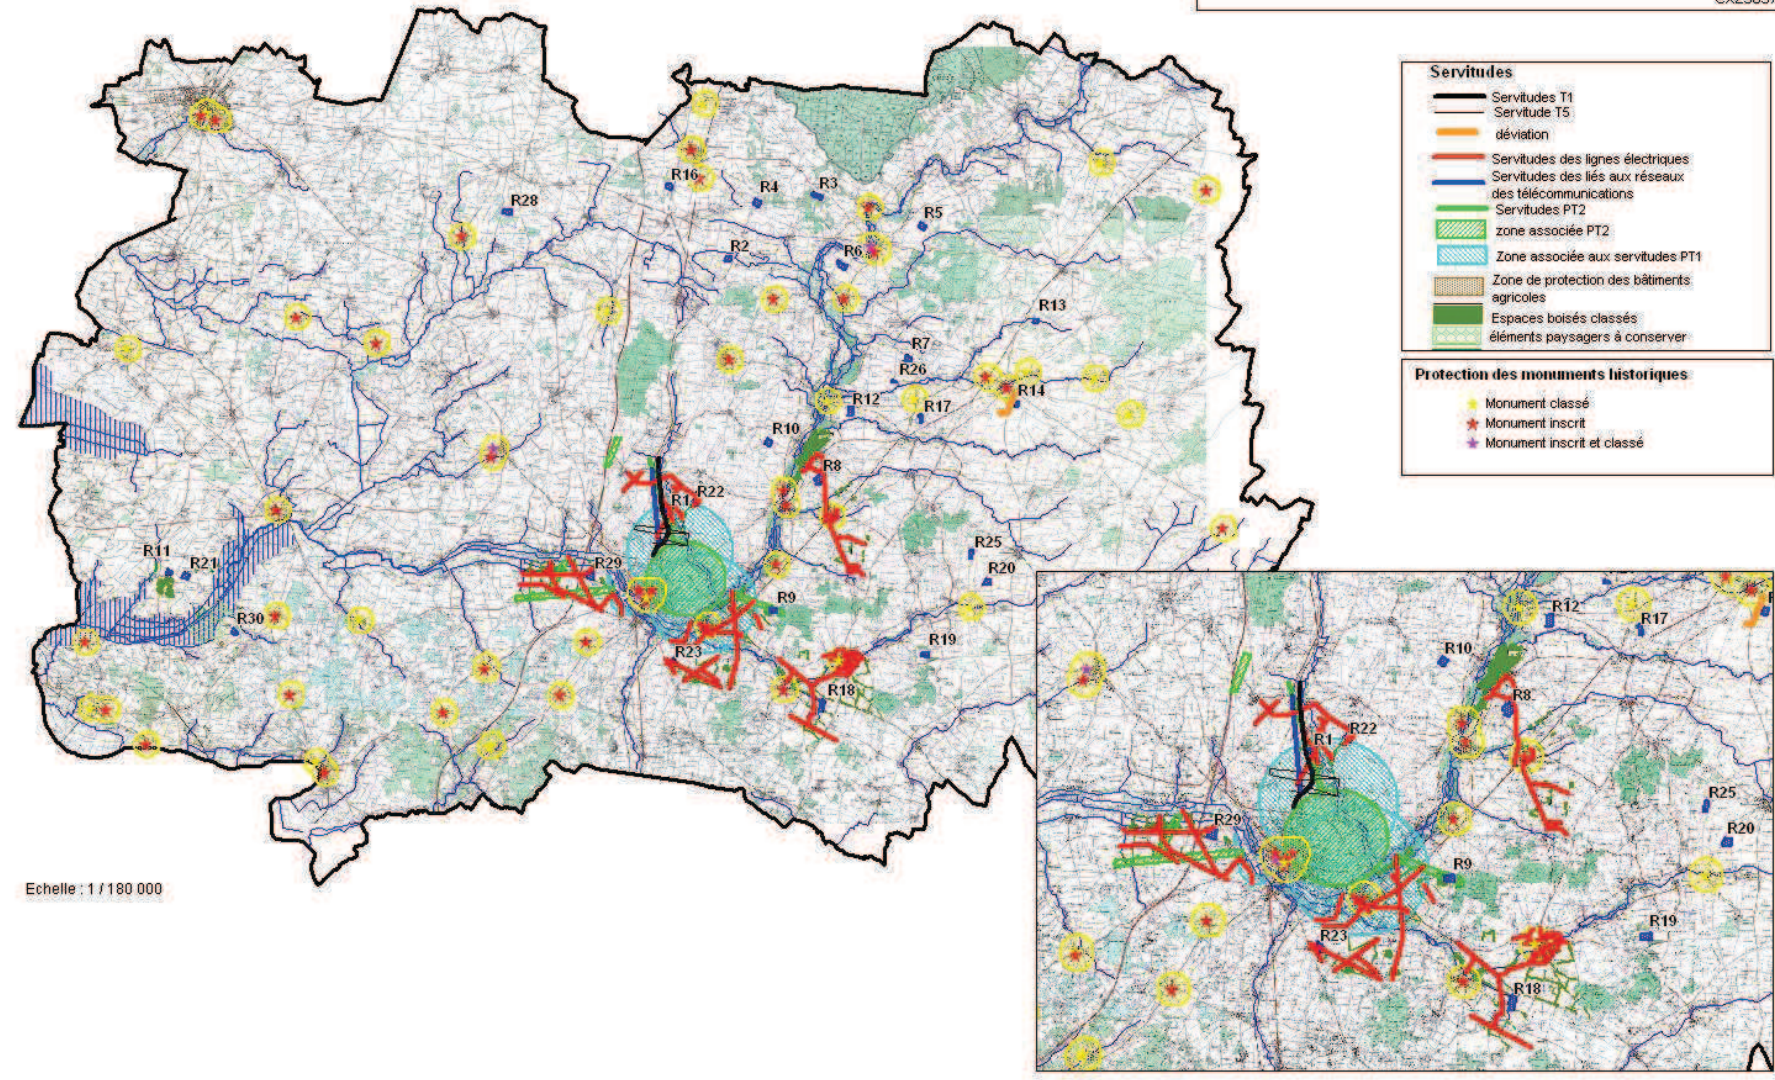 Servitudes
Servitudes T1
Servitude T5
déviation
Servitudes des lignes électriques
Servitudes des liés aux réseaux
des télécommunications
Servitudes PT2
zone associée PT2
Zone associée aux servitudes PT1
Zone de protection des bâtiments
agricoles
Espaces boisés classés
éléments paysagers à conserver
Protection des monuments historiques
Monument classé
Monument inscrit
Monument inscrit et classé
R16
R4
R3
R28
R5
R2
R6
R13
R7
R26
R14
R12
R17
R10
R8
R22
R1
R11
R21
R29
R25
R20
R30
R9
R19
R23
R18
Echelle : 1 / 180 000
R12
R17
R10
R8
R22
R1
R25
R29
R20
R9
R19
R23
R18